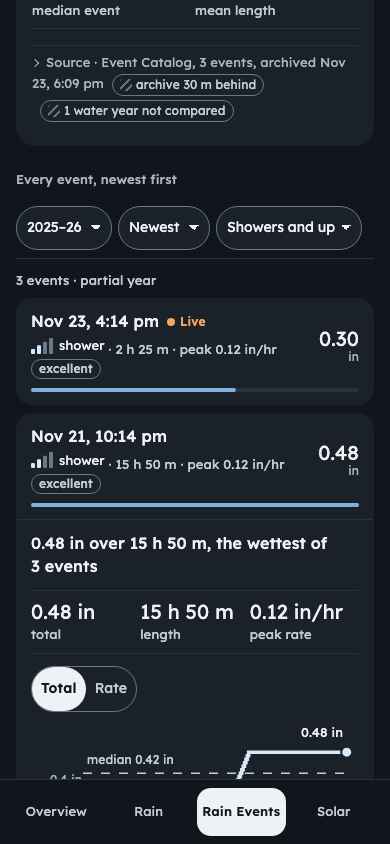 median event mean length
> Source · Event Catalog, 3 events, archived Nov
23, 6:09 pm archive 30 m behind
1 water year not compared
Every event, newest first
2025–26 Newest Showers and up
3 events · partial year
Nov 23, 4:14 pm Live
0.30
shower · 2 h 25 m · peak 0.12 in/hr
in
excellent
Nov 21, 10:14 pm
0.48
shower · 15 h 50 m · peak 0.12 in/hr
in
excellent
0.48 in over 15 h 50 m, the wettest of
3 events
0.48 in 15 h 50 m 0.12 in/hr
total length peak rate
Total Rate
0.48 in
median 0.42 in
0.4 in
Overview Rain Rain Events Solar